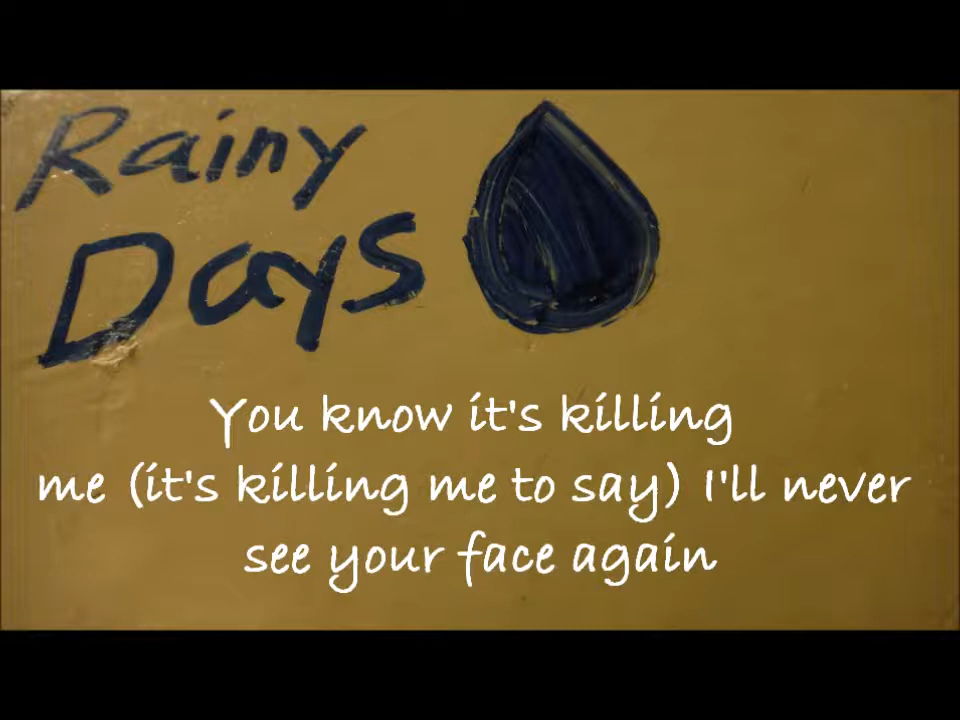 Rainy
Days
You know it's killing
me (it's killing me to say) I'll never
see your face again